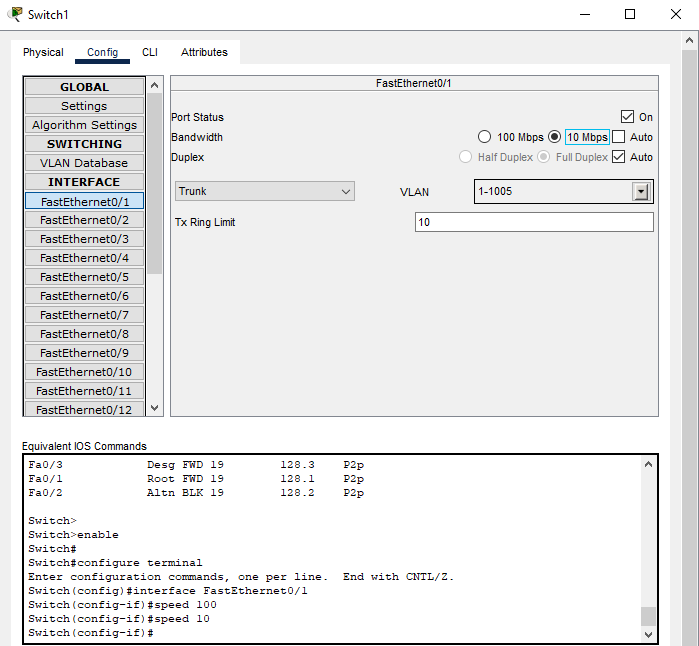 Switch1
Physical Config CLI Attributes
GLOBAL
Settings
Algorithm Settings
SWITCHING
VLAN Database
INTERFACE
FastEthernet0/1
FastEthernet0/2
FastEthernet0/3
FastEthernet0/4
FastEthernet0/5
FastEthernet0/6
FastEthernet0/7
FastEthernet0/8
FastEthernet0/9
FastEthernet0/10
FastEthernet0/11
FastEthernet0/12
FastEthernet0/1
Port Status On
Bandwidth 100 Mbps 10 Mbps Auto
Duplex Half Duplex Full Duplex Auto
Trunk VLAN 1-1005
Tx Ring Limit 10
Equivalent IOS Commands
Fa0/3 Desg FWD 19 128.3 P2p
Fa0/1 Root FWD 19 128.1 P2p
Fa0/2 Altn BLK 19 128.2 P2p
Switch>
Switch>enable
Switch#
Switch#configure terminal
Enter configuration commands, one per line. End with CNTL/Z.
Switch(config)#interface FastEthernet0/1
Switch(config-if)#speed 100
Switch(config-if)#speed 10
Switch(config-if)#